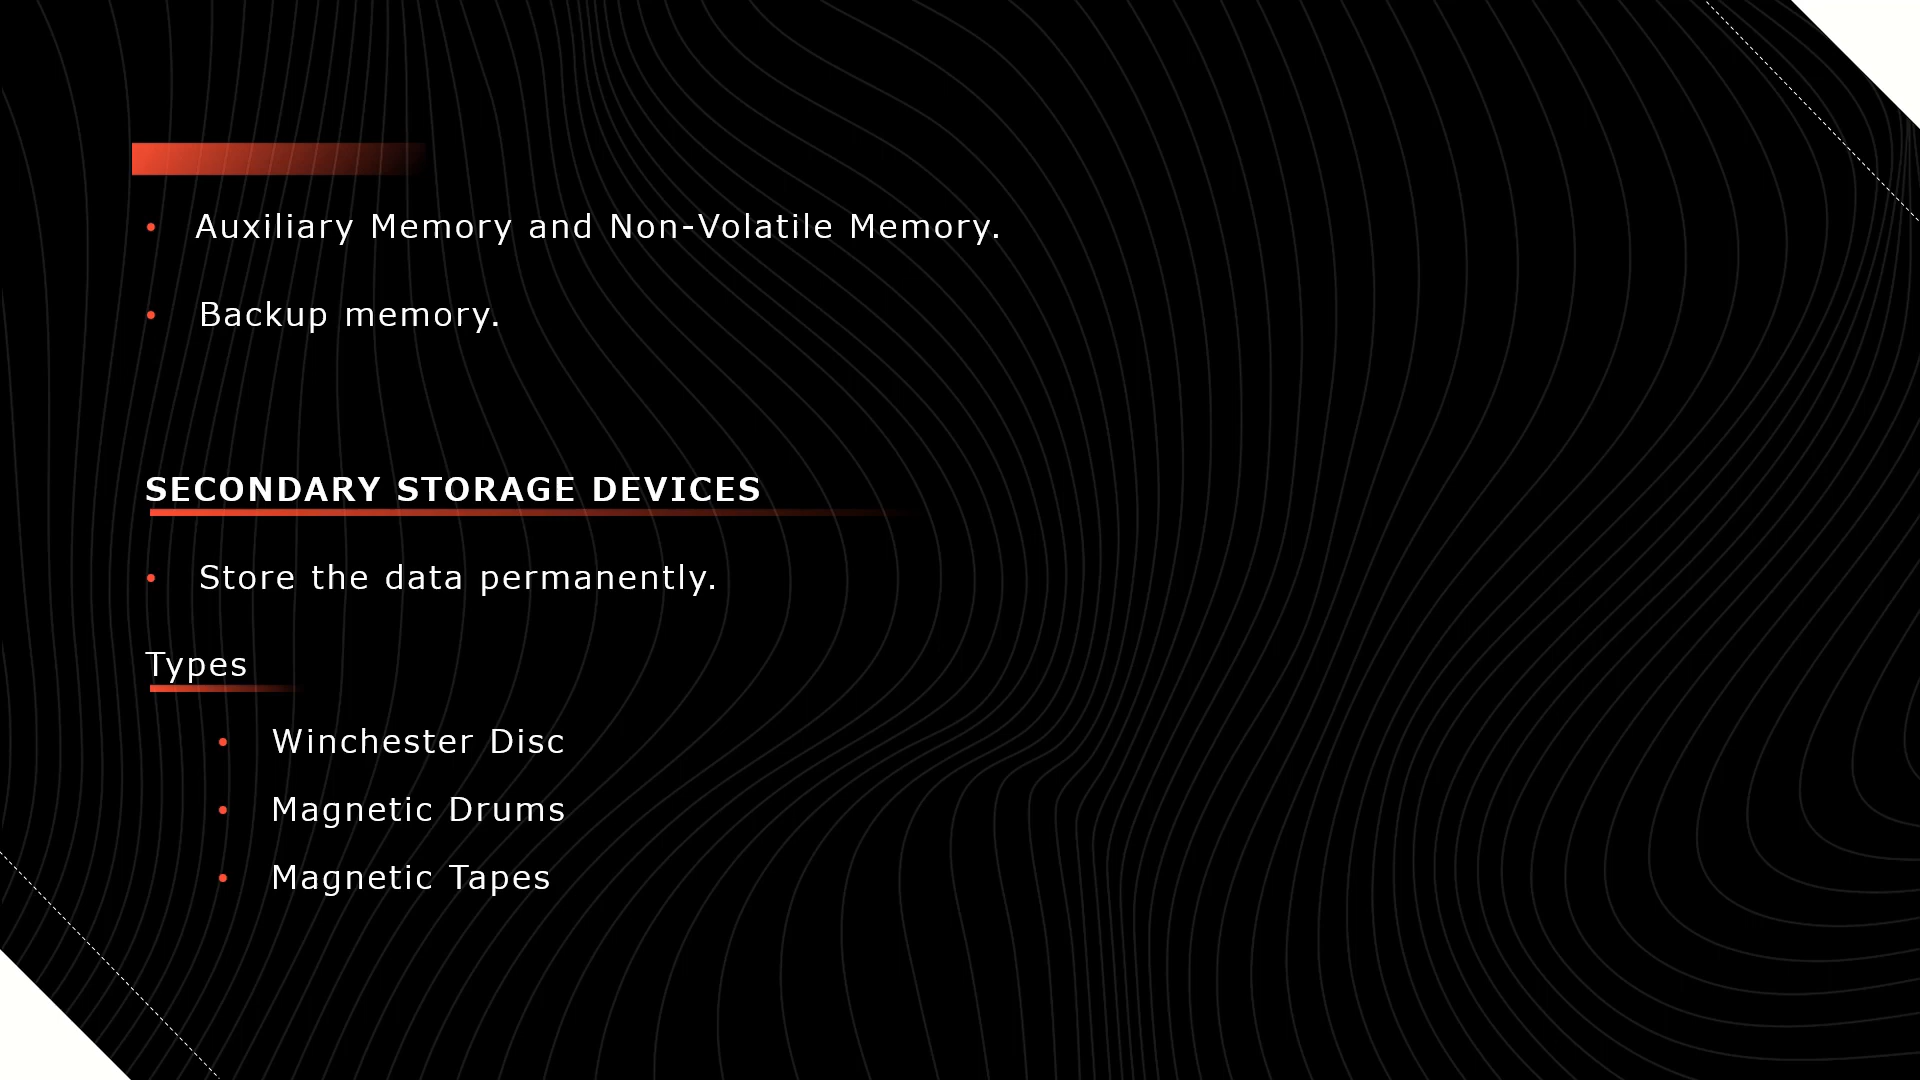 Auxiliary Memory and Non-Volatile Memory.
Backup memory.
SECONDARY STORAGE DEVICES
Store the data permanently.
Types
Winchester Disc
Magnetic Drums
Magnetic Tapes